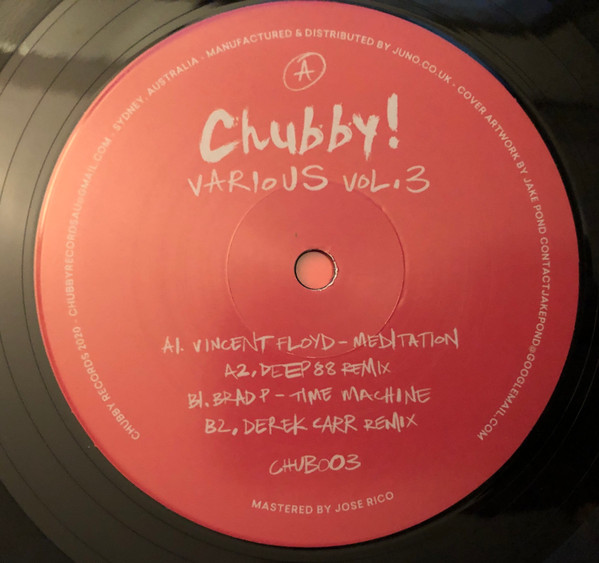 CHUBBY RECORDS 2020 - CHUBBYRECORDSAU@GMAIL.COM - SYDNEY, AUSTRALIA - MANUFACTURED & DISTRIBUTED BY JUNO.CO.UK - COVER ARTWORK BY JAKE POND CONTACTJAKEPOND@GOOGLEMAIL.COM
A
Chubby!
VARIOUS VOL.3
A1. VINCENT FLOYD - MEDITATION
A2. DEEP 88 REMIX
B1. BRAD P - TIME MACHINE
B2. DEREK CARR REMIX
CHUB003
MASTERED BY JOSE RICO